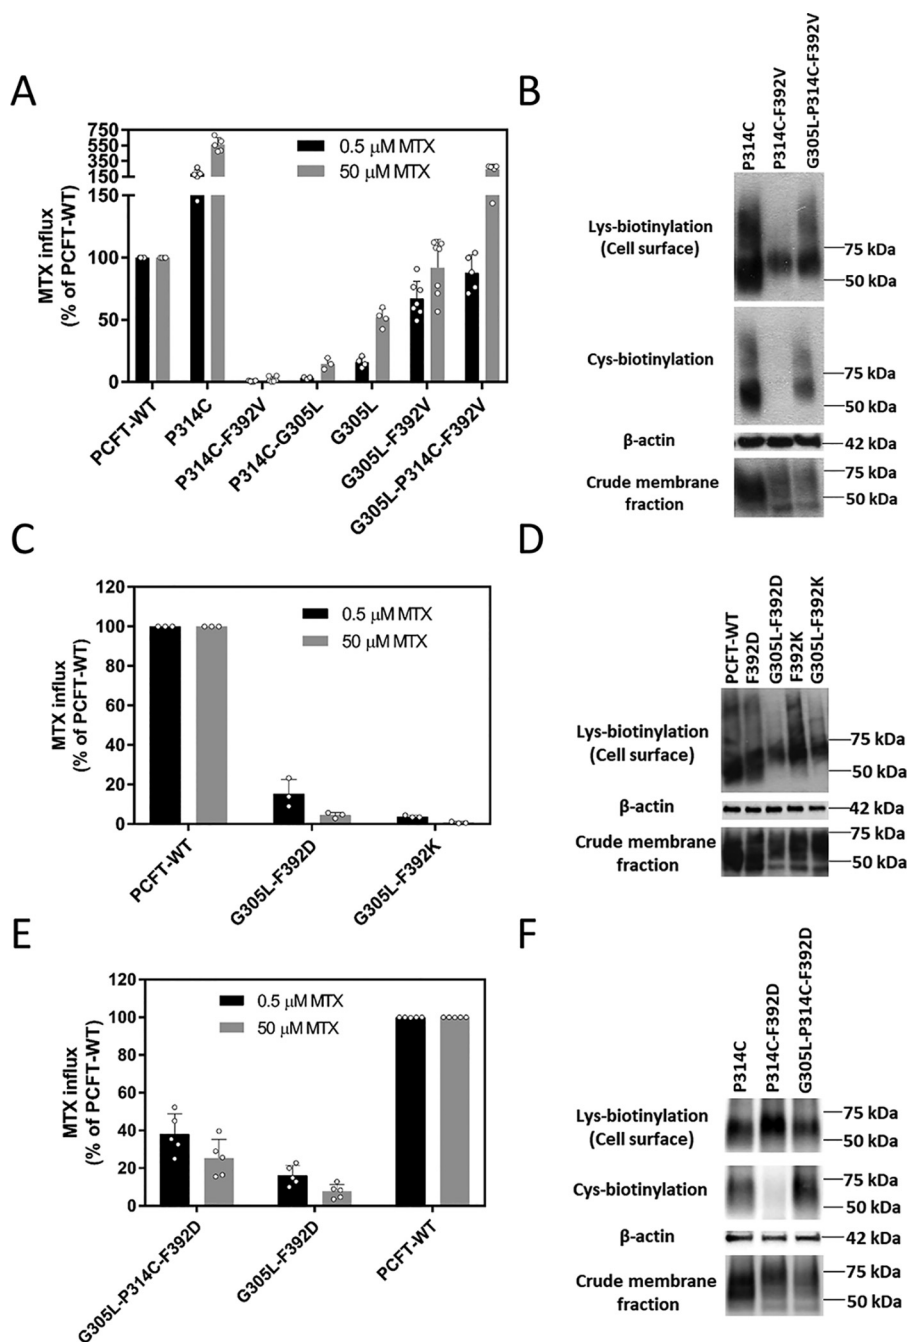 A
MTX influx
(% of PCFT-WT)
750
550
350
150
150
100
50
0
0.5 μM MTX
50 μM MTX
PCFT-WT
P314C
P314C-F392V
P314C-G305L
G305L
G305L-F392V
G305L-P314C-F392V
B
P314C
P314C-F392V
G305L-P314C-F392V
Lys-biotinylation
(Cell surface)
75 kDa
50 kDa
Cys-biotinylation
75 kDa
50 kDa
β-actin
42 kDa
Crude membrane
fraction
75 kDa
50 kDa
C
MTX influx
(% of PCFT-WT)
120
100
80
60
40
20
0
0.5 μM MTX
50 μM MTX
PCFT-WT
G305L-F392D
G305L-F392K
D
PCFT-WT
F392D
G305L-F392D
F392K
G305L-F392K
Lys-biotinylation
(Cell surface)
75 kDa
50 kDa
β-actin
42 kDa
Crude membrane
fraction
75 kDa
50 kDa
E
MTX influx
(% of PCFT-WT)
120
100
80
60
40
20
0
0.5 μM MTX
50 μM MTX
G305L-P314C-F392D
G305L-F392D
PCFT-WT
F
P314C
P314C-F392D
G305L-P314C-F392D
Lys-biotinylation
(Cell surface)
75 kDa
50 kDa
Cys-biotinylation
75 kDa
50 kDa
β-actin
42 kDa
Crude membrane
fraction
75 kDa
50 kDa